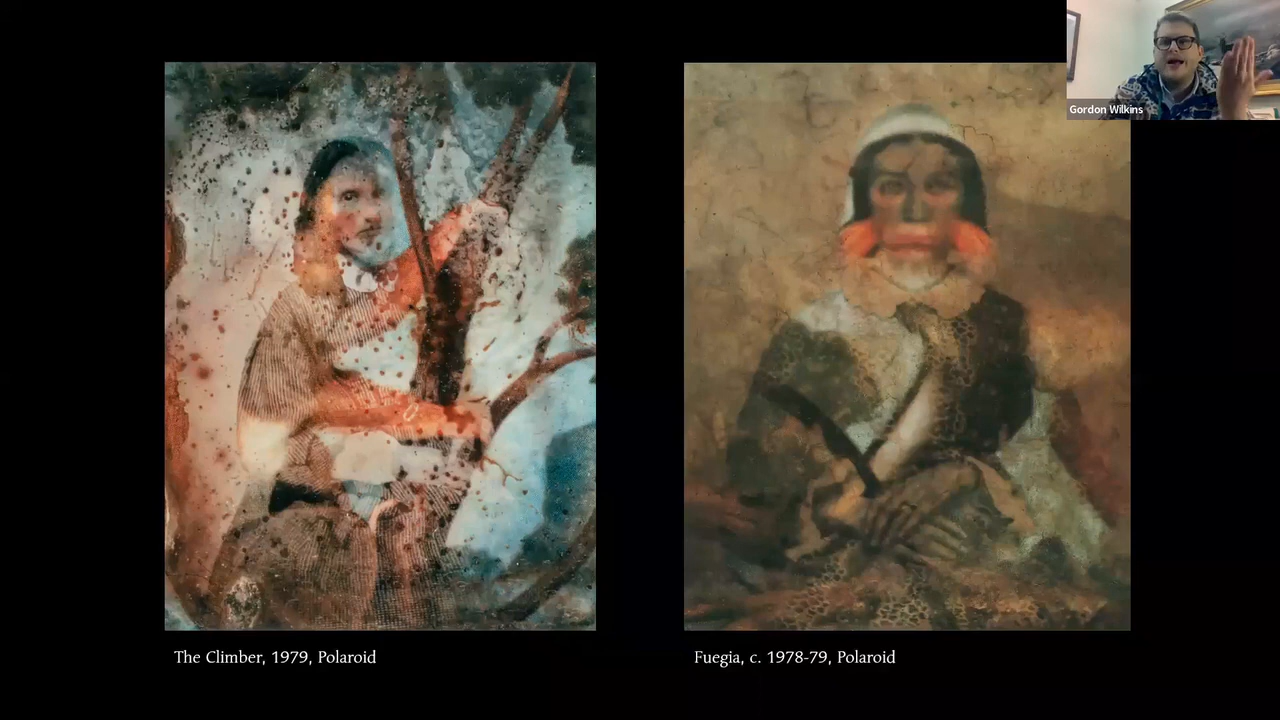 Gordon Wilkins
The Climber, 1979, Polaroid
Fuegia, c. 1978-79, Polaroid